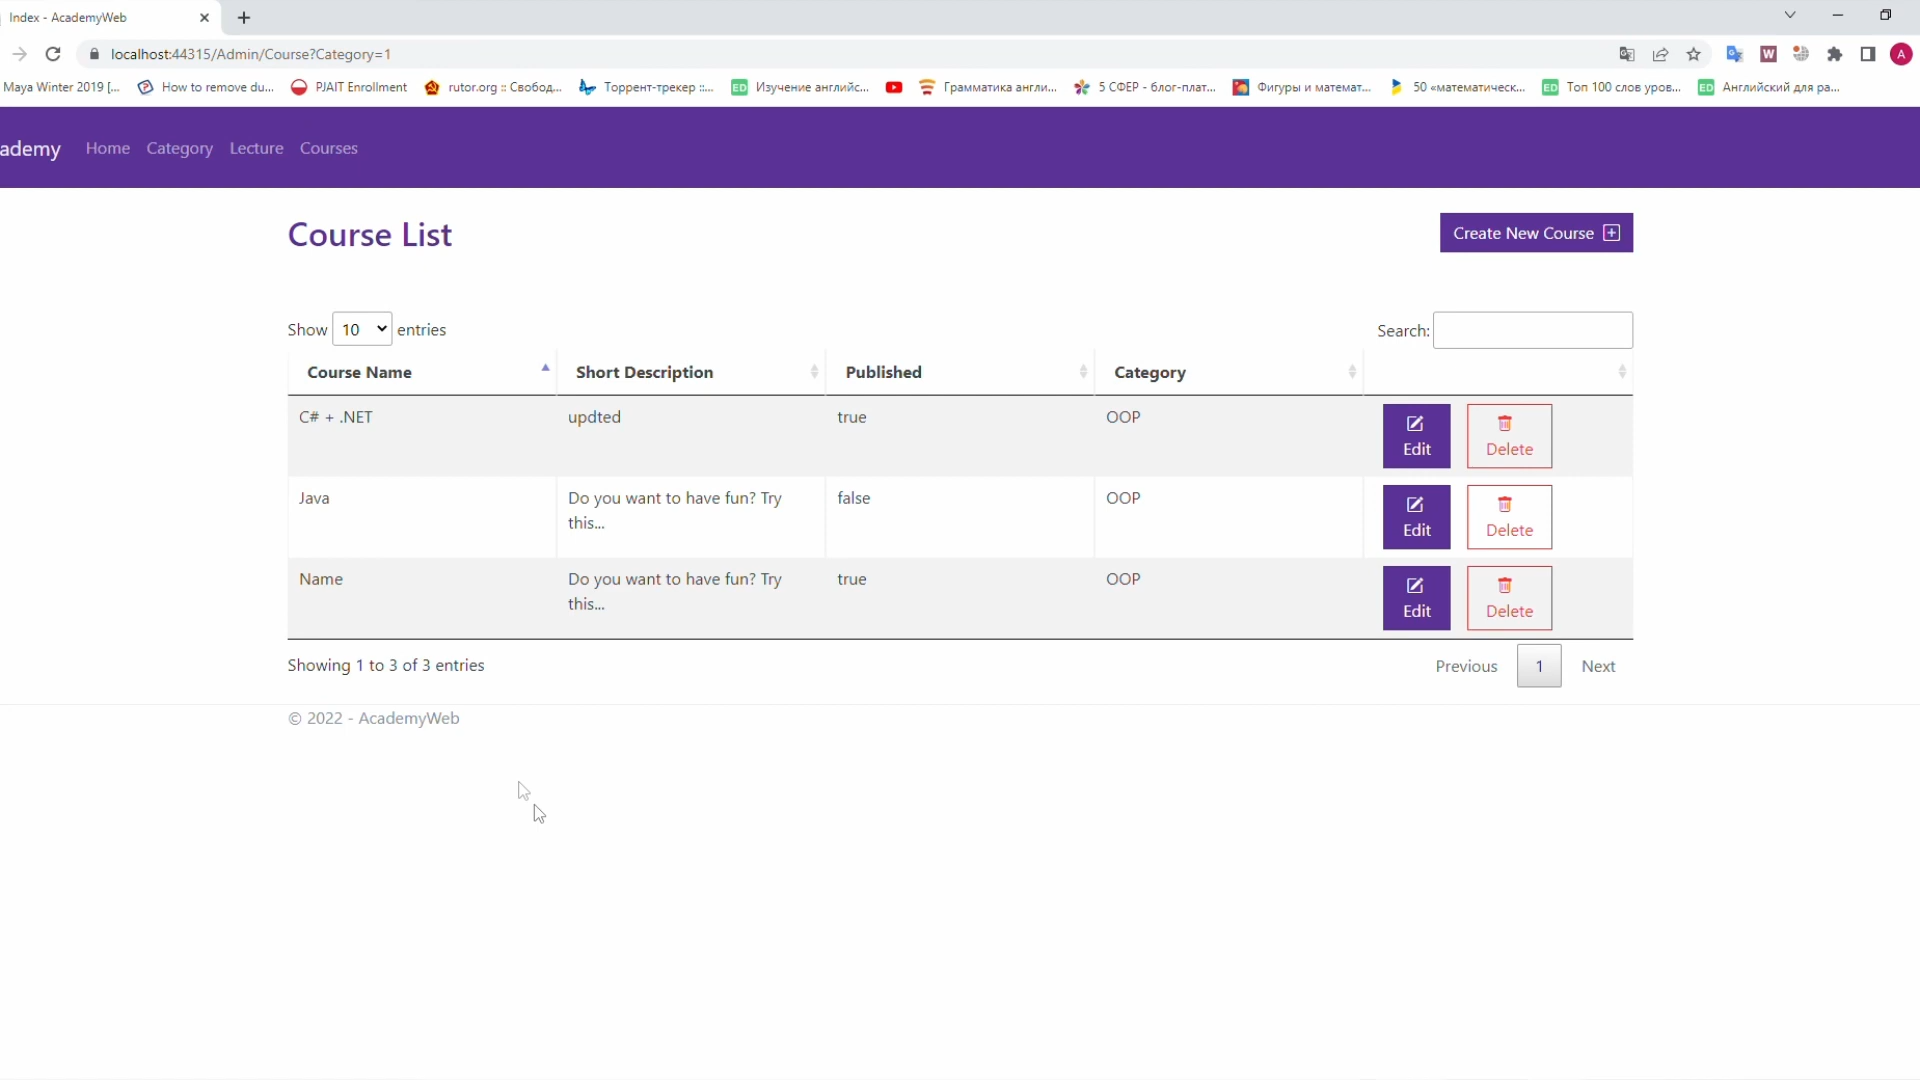 Index - AcademyWeb
localhost:44315/Admin/Course?Category=1
A
Maya Winter 2019 [... How to remove du... PJAIT Enrollment rutor.org :: Свобод... Торрент-трекер ::... ED Изучение английс... Грамматика англи... 5 СФЕР - блог-плат... Фигуры и математ... 50 «математическ... ED Топ 100 слов уров... ED Английский для ра...
ademy Home Category Lecture Courses
Course List
Create New Course
Show 10 entries
Search:
Course Name Short Description Published Category
C# + .NET updted true OOP Edit Delete
Java Do you want to have fun? Try this... false OOP Edit Delete
Name Do you want to have fun? Try this... true OOP Edit Delete
Showing 1 to 3 of 3 entries
Previous 1 Next
© 2022 - AcademyWeb